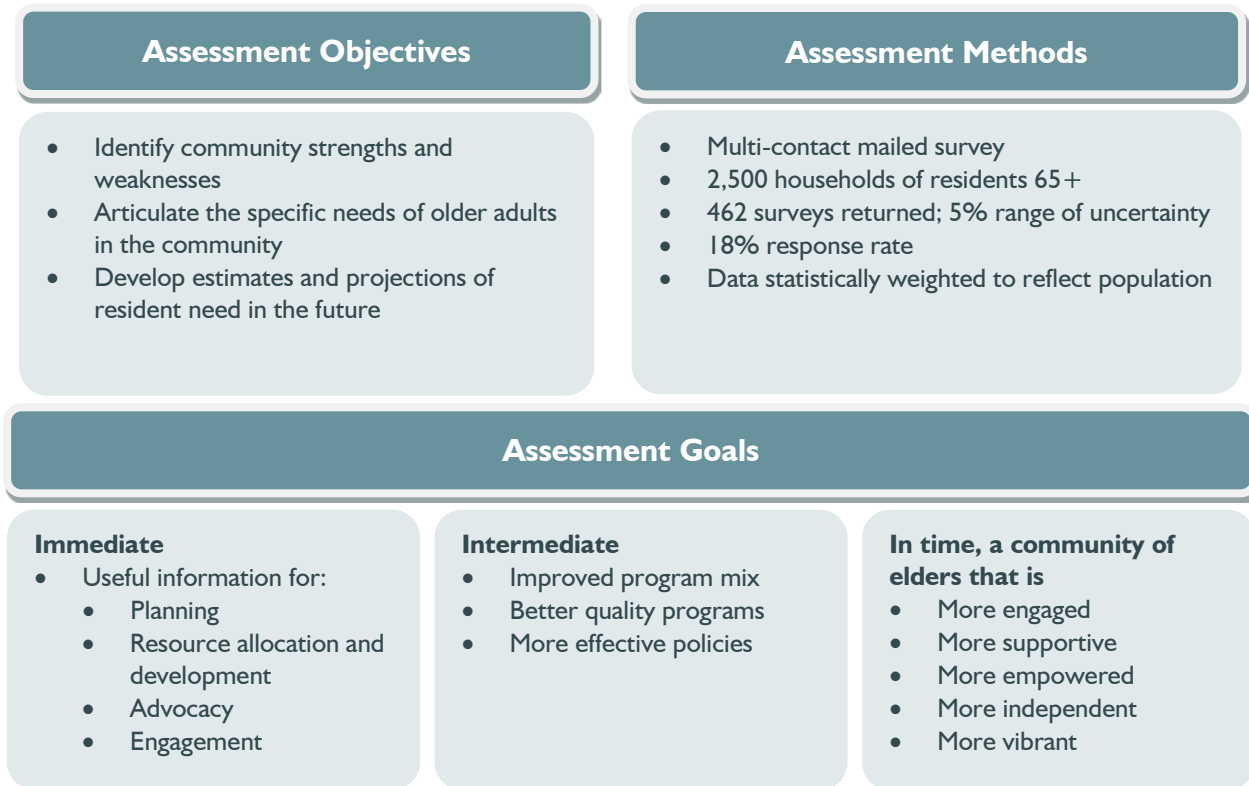 Assessment Objectives
• Identify community strengths and
weaknesses
• Articulate the specific needs of older adults
in the community
• Develop estimates and projections of
resident need in the future
Assessment Methods
• Multi-contact mailed survey
• 2,500 households of residents 65+
• 462 surveys returned; 5% range of uncertainty
• 18% response rate
• Data statistically weighted to reflect population
Assessment Goals
Immediate
• Useful information for:
• Planning
• Resource allocation and
development
• Advocacy
• Engagement
Intermediate
• Improved program mix
• Better quality programs
• More effective policies
In time, a community of
elders that is
• More engaged
• More supportive
• More empowered
• More independent
• More vibrant